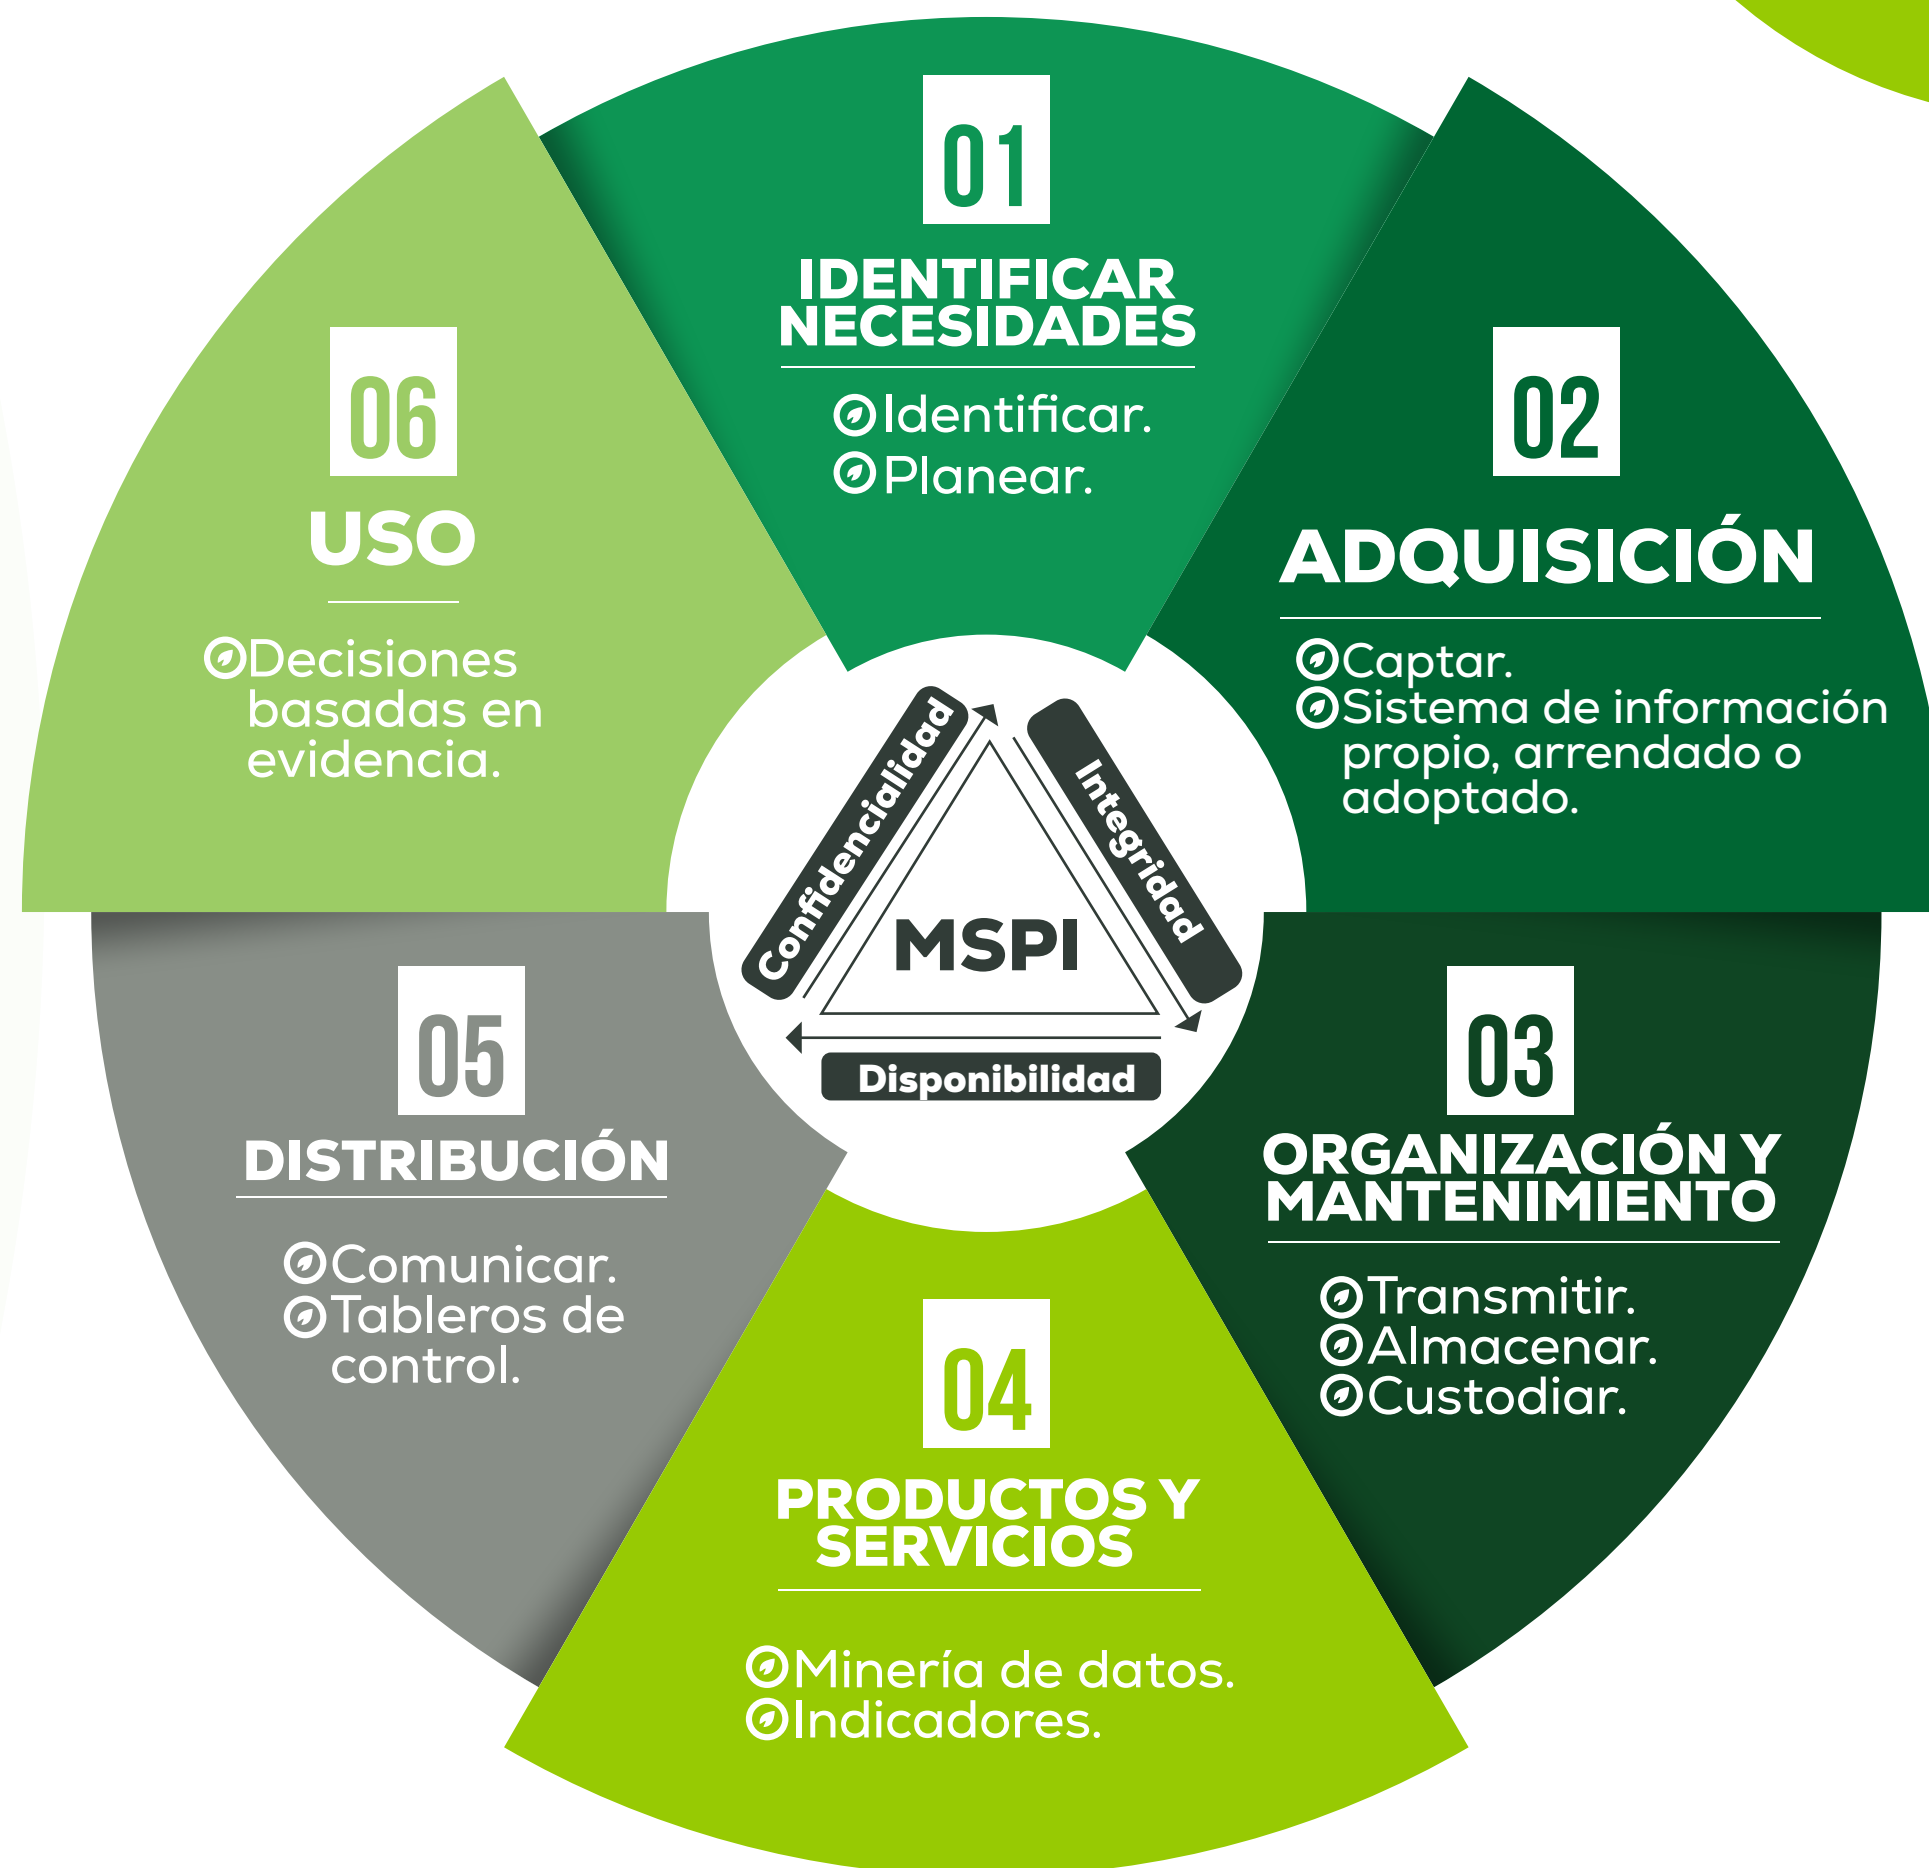 01
IDENTIFICAR
NECESIDADES
Identificar.
Planear.
02
ADQUISICIÓN
Captar.
Sistema de información
propio, arrendado o
adoptado.
03
ORGANIZACIÓN Y
MANTENIMIENTO
Transmitir.
Almacenar.
Custodiar.
04
PRODUCTOS Y
SERVICIOS
Minería de datos.
Indicadores.
05
DISTRIBUCIÓN
Comunicar.
Tableros de
control.
06
USO
Decisiones
basadas en
evidencia.
Confidencialidad
Integridad
MSPI
Disponibilidad